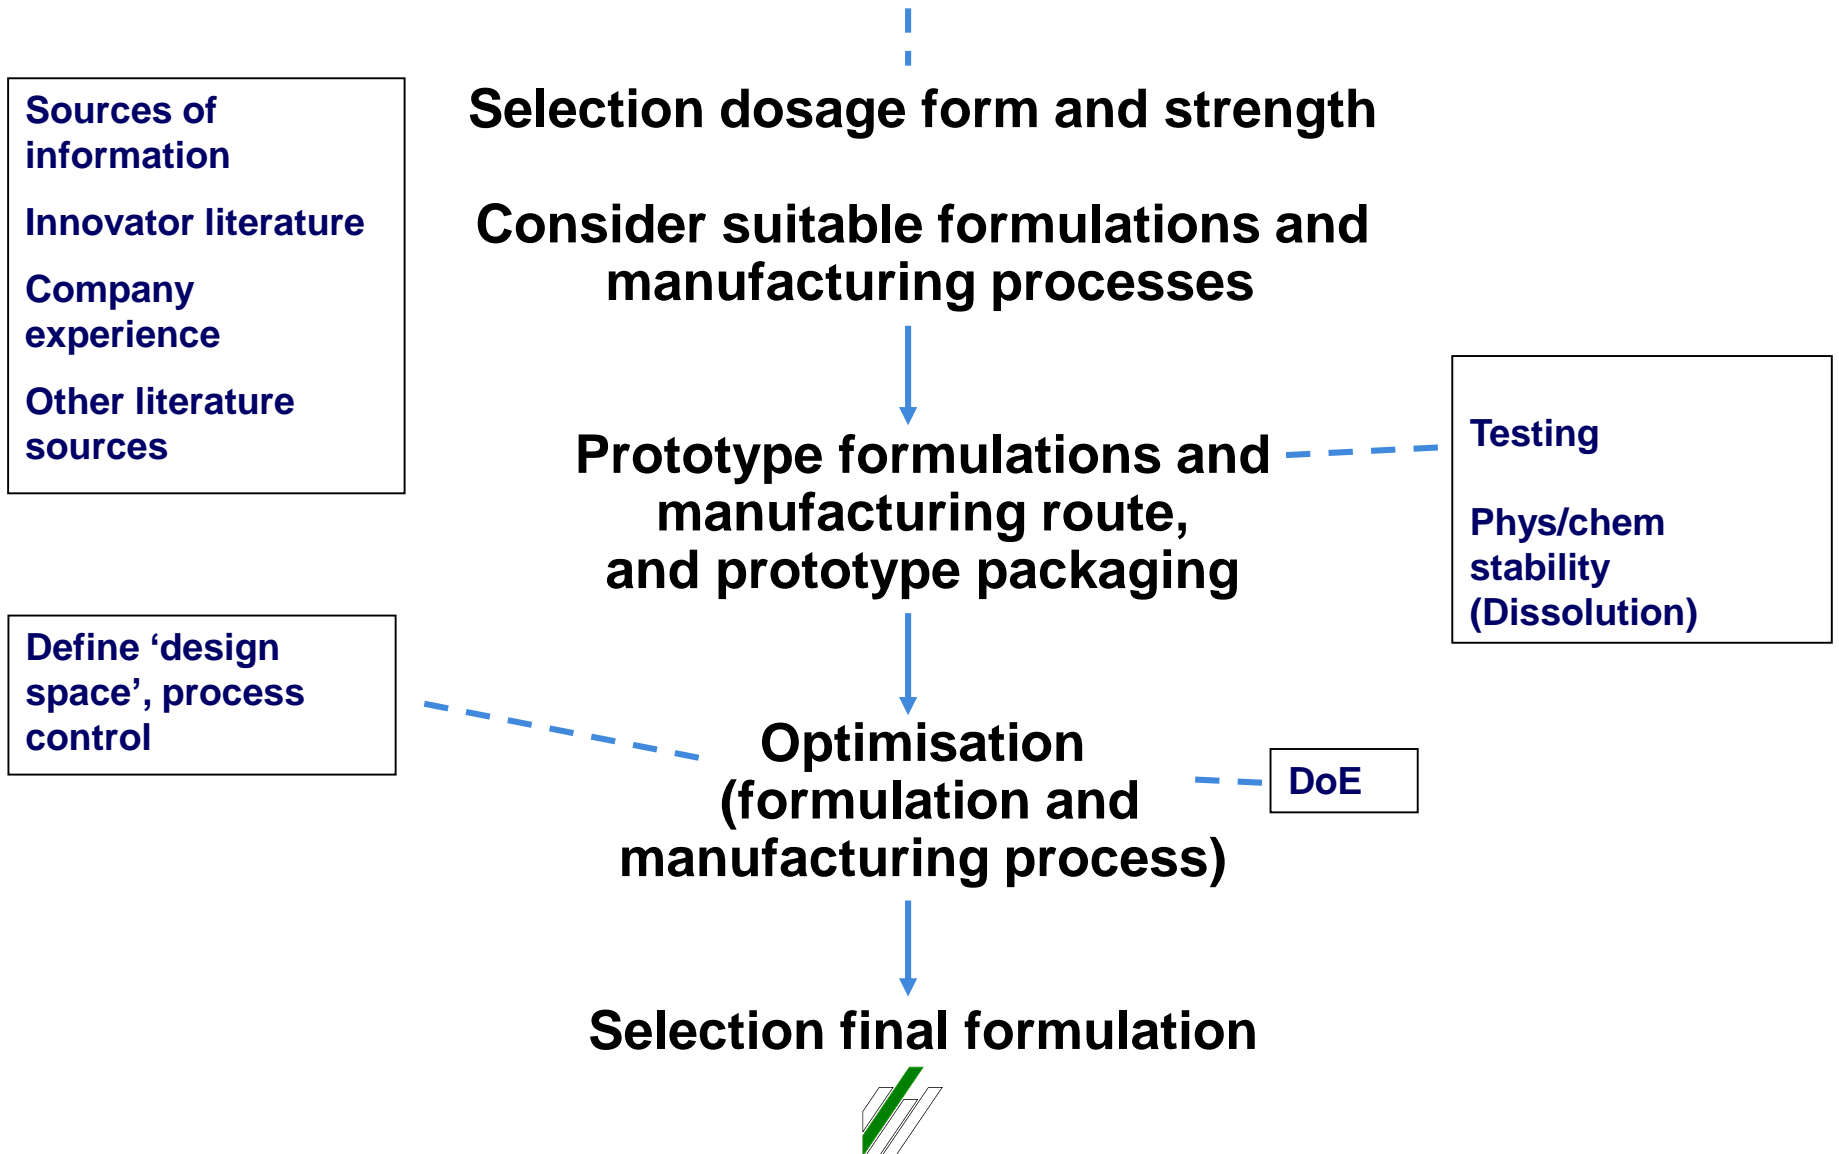 Sources of
information
Innovator literature
Company
experience
Other literature
sources
Selection dosage form and strength
Consider suitable formulations and
manufacturing processes
Prototype formulations and
manufacturing route,
and prototype packaging
Testing
Phys/chem
stability
(Dissolution)
Define ‘design
space’, process
control
Optimisation
(formulation and
manufacturing process)
DoE
Selection final formulation